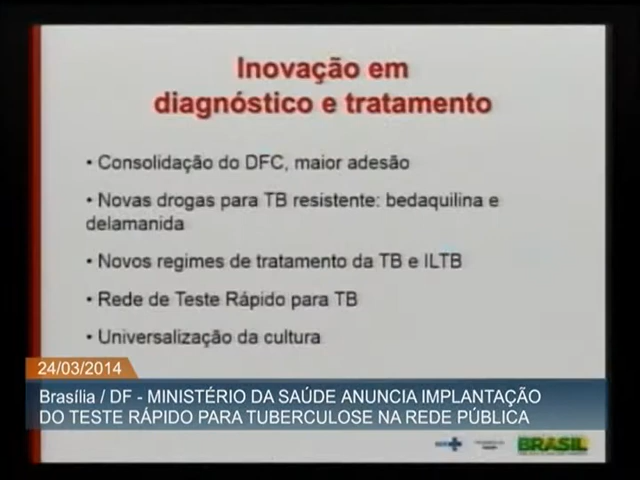 Inovação em
diagnóstico e tratamento
• Consolidação do DFC, maior adesão
• Novas drogas para TB resistente: bedaquilina e
delamanida
• Novos regimes de tratamento da TB e ILTB
• Rede de Teste Rápido para TB
• Universalização da cultura
24/03/2014
Brasília / DF - MINISTÉRIO DA SAÚDE ANUNCIA IMPLANTAÇÃO
DO TESTE RÁPIDO PARA TUBERCULOSE NA REDE PÚBLICA
BRASIL